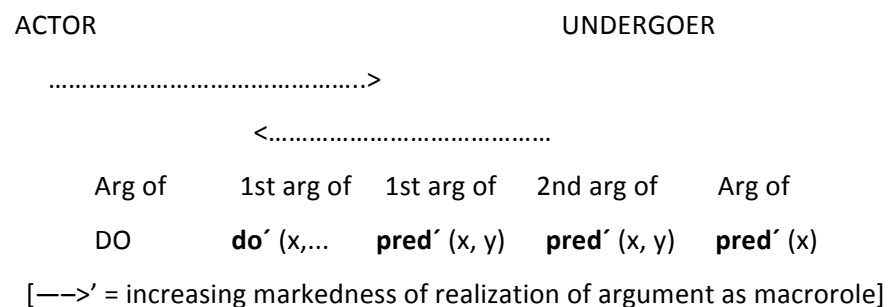 ACTOR UNDERGOER
…………………………………..>
<…………………………………
Arg of 1st arg of 1st arg of 2nd arg of Arg of
DO do´ (x,... pred´ (x, y) pred´ (x, y) pred´ (x)
[—–>’ = increasing markedness of realization of argument as macrorole]